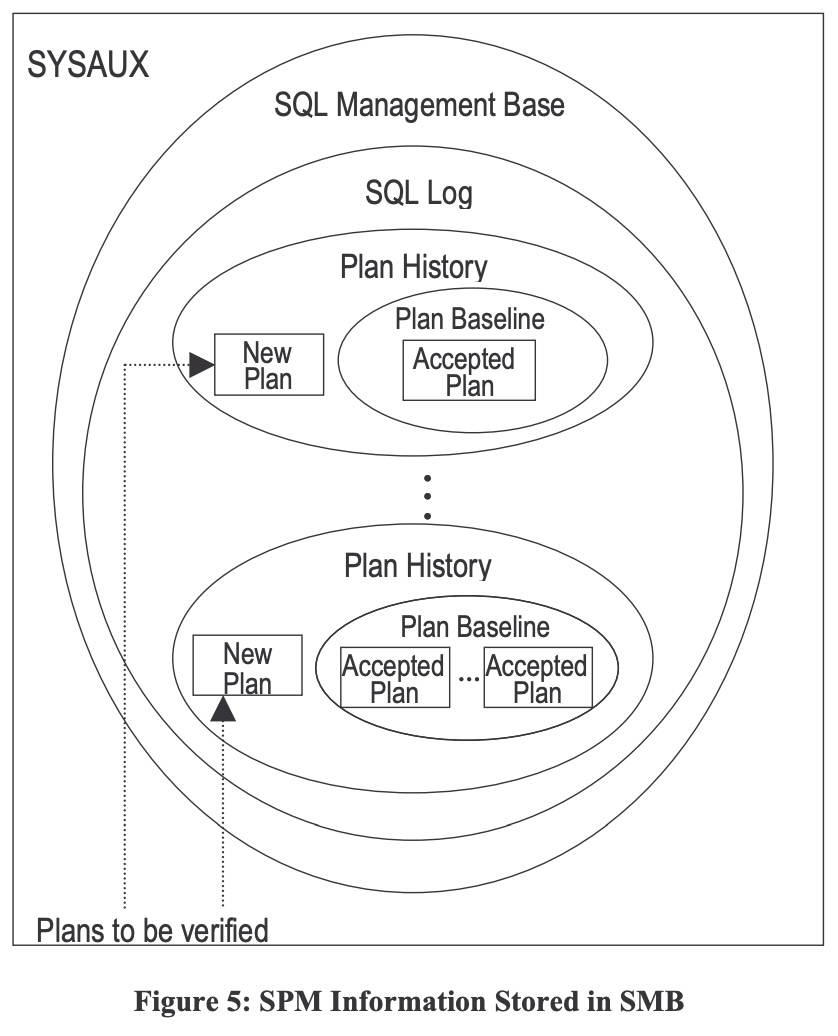 SYSAUX
SQL Management Base
SQL Log
Plan History
Plan Baseline
New
Plan
Accepted
Plan
Plan History
Plan Baseline
New
Plan
Accepted
Plan
...
Accepted
Plan
Plans to be verified
Figure 5: SPM Information Stored in SMB